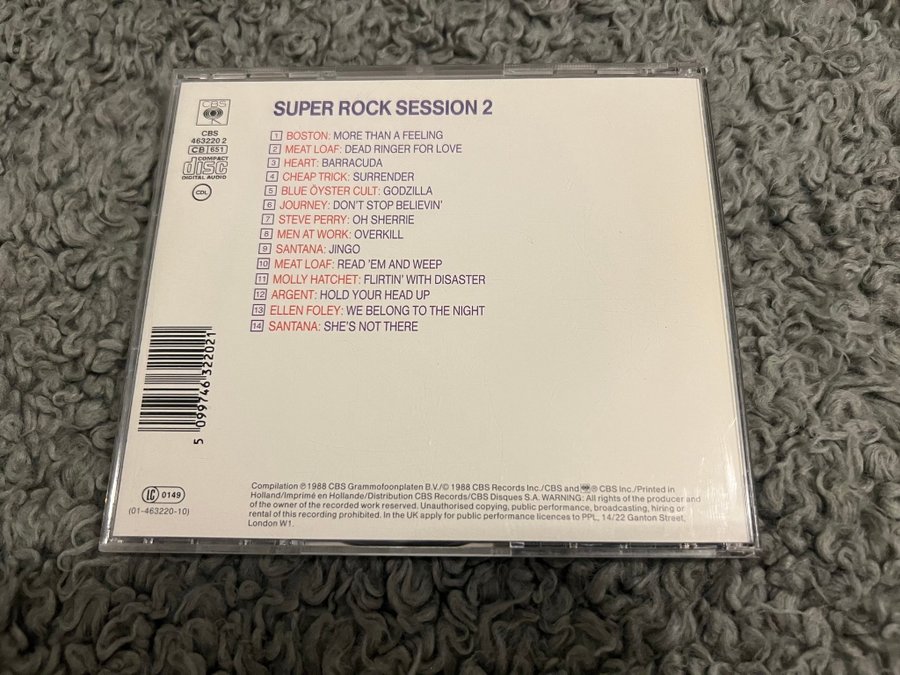 CBS
CBS
463220 2
CB 651
COMPACT
disc
DIGITAL AUDIO
CDL
SUPER ROCK SESSION 2
1 BOSTON: MORE THAN A FEELING
2 MEAT LOAF: DEAD RINGER FOR LOVE
3 HEART: BARRACUDA
4 CHEAP TRICK: SURRENDER
5 BLUE ÖYSTER CULT: GODZILLA
6 JOURNEY: DON'T STOP BELIEVIN'
7 STEVE PERRY: OH SHERRIE
8 MEN AT WORK: OVERKILL
9 SANTANA: JINGO
10 MEAT LOAF: READ 'EM AND WEEP
11 MOLLY HATCHET: FLIRTIN' WITH DISASTER
12 ARGENT: HOLD YOUR HEAD UP
13 ELLEN FOLEY: WE BELONG TO THE NIGHT
14 SANTANA: SHE'S NOT THERE
5 099746 322021
LC 0149
(01-463220-10)
Compilation ℗ 1988 CBS Grammofoonplaten B.V./© 1988 CBS Records Inc./CBS and ® CBS Inc./Printed in
Holland/Imprimé en Hollande/Distribution CBS Records/CBS Disques S.A. WARNING: All rights of the producer and
of the owner of the recorded work reserved. Unauthorised copying, public performance, broadcasting, hiring or
rental of this recording prohibited. In the UK apply for public performance licences to PPL, 14/22 Ganton Street,
London W1.